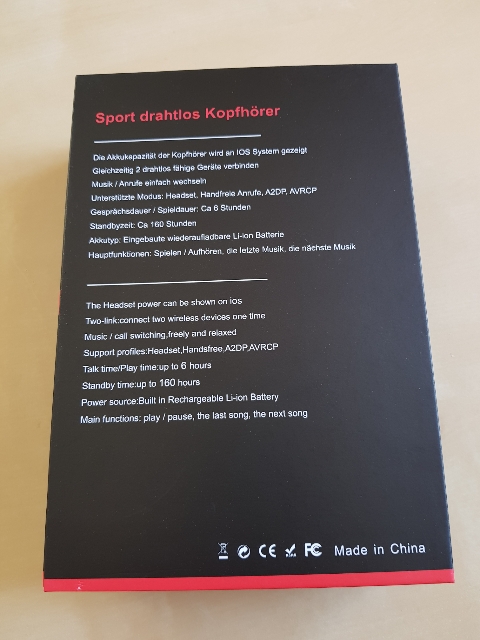 Sport drahtlos Kopfhörer
Die Akkukapazität der Kopfhörer wird an IOS System gezeigt
Gleichzeitig 2 drahtlos fähige Geräte verbinden
Musik / Anrufe einfach wechseln
Unterstützte Modus: Headset, Handfreie Anrufe, A2DP, AVRCP
Gesprächsdauer / Spieldauer: Ca 6 Stunden
Standbyzeit: Ca 160 Stunden
Akkutyp: Eingebaute wiederaufladbare Li-ion Batterie
Hauptfunktionen: Spielen / Aufhören, die letzte Musik, die nächste Musik
The Headset power can be shown on ios
Two-link:connect two wireless devices one time
Music / call switching,freely and relaxed
Support profiles:Headset,Handsfree,A2DP,AVRCP
Talk time/Play time:up to 6 hours
Standby time:up to 160 hours
Power source:Built in Rechargeable Li-ion Battery
Main functions: play / pause, the last song, the next song
CE FC Made in China